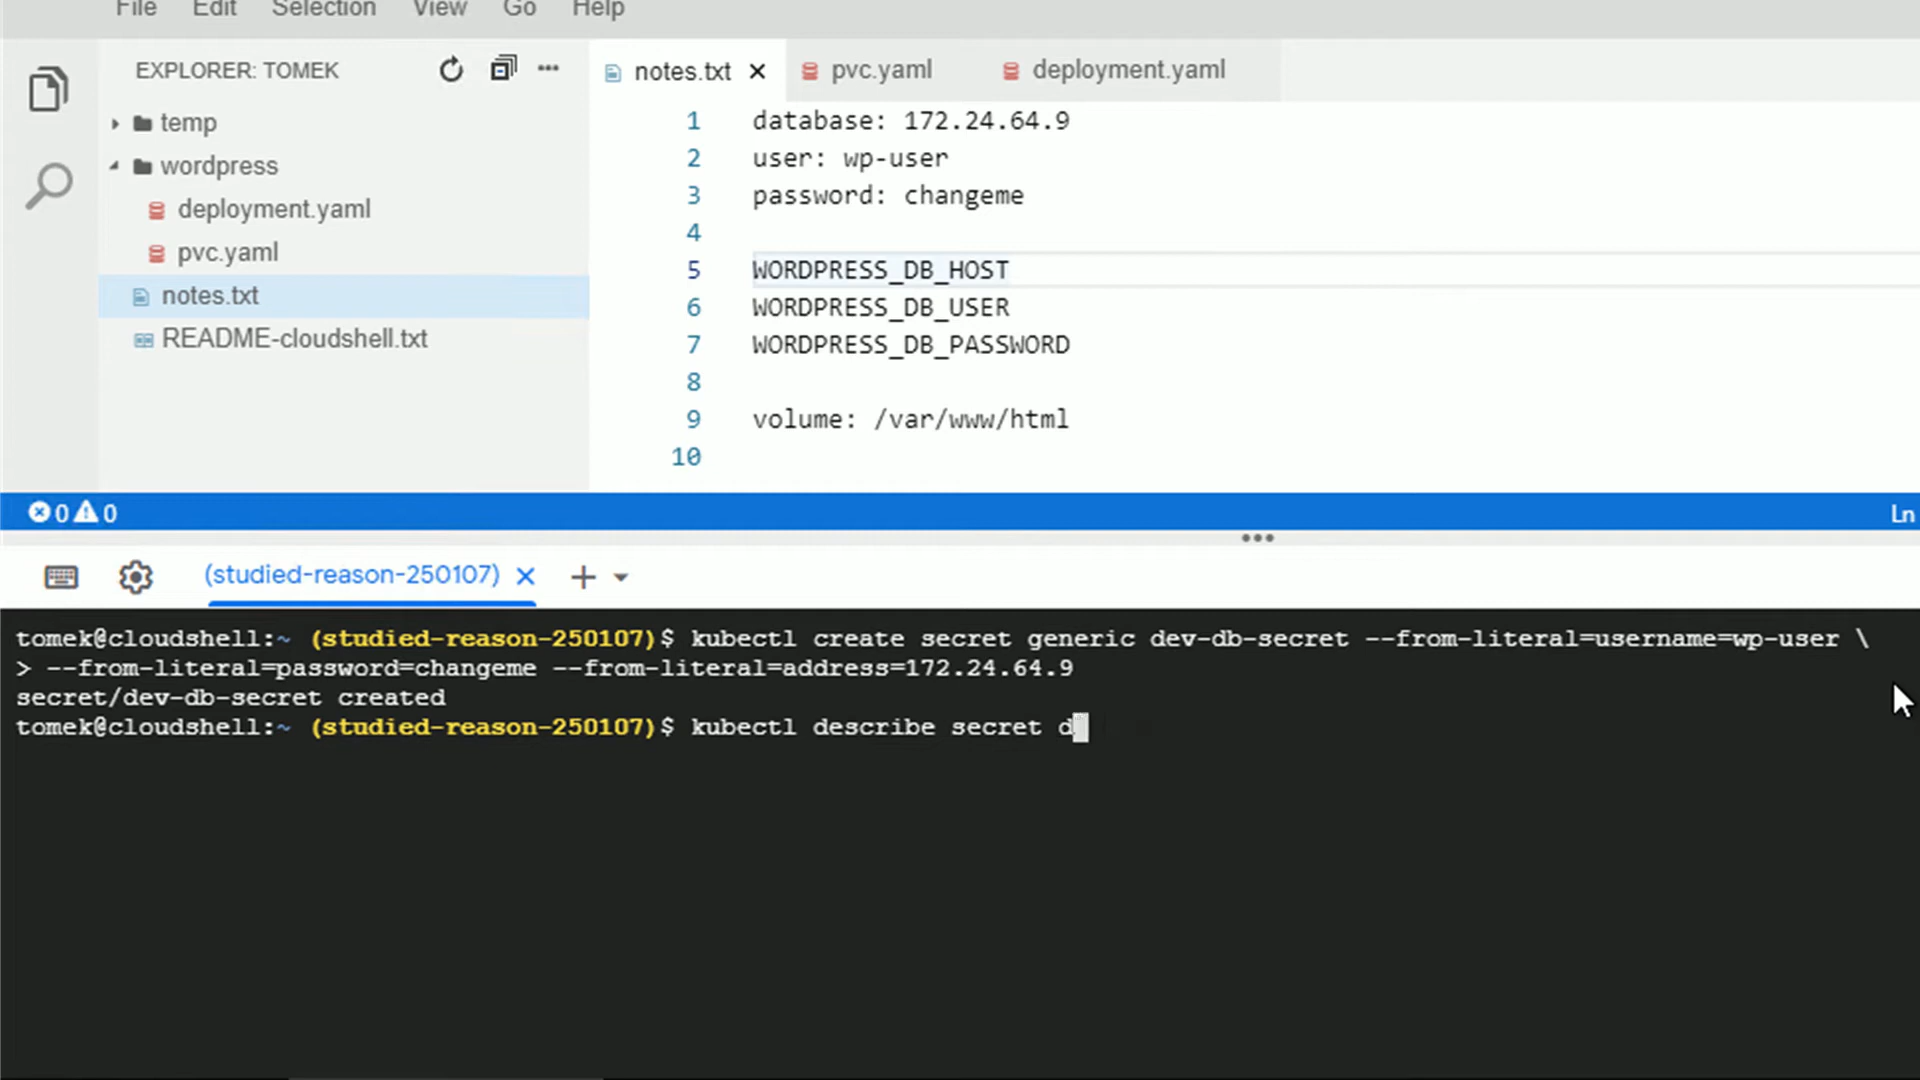 File Edit Selection View Go Help
EXPLORER: TOMEK
temp
wordpress
deployment.yaml
pvc.yaml
notes.txt
README-cloudshell.txt
notes.txt pvc.yaml deployment.yaml
1 database: 172.24.64.9
2 user: wp-user
3 password: changeme
4
5 WORDPRESS_DB_HOST
6 WORDPRESS_DB_USER
7 WORDPRESS_DB_PASSWORD
8
9 volume: /var/www/html
10
0 0 Ln
(studied-reason-250107)
tomek@cloudshell:~ (studied-reason-250107)$ kubectl create secret generic dev-db-secret --from-literal=username=wp-user \
> --from-literal=password=changeme --from-literal=address=172.24.64.9
secret/dev-db-secret created
tomek@cloudshell:~ (studied-reason-250107)$ kubectl describe secret d